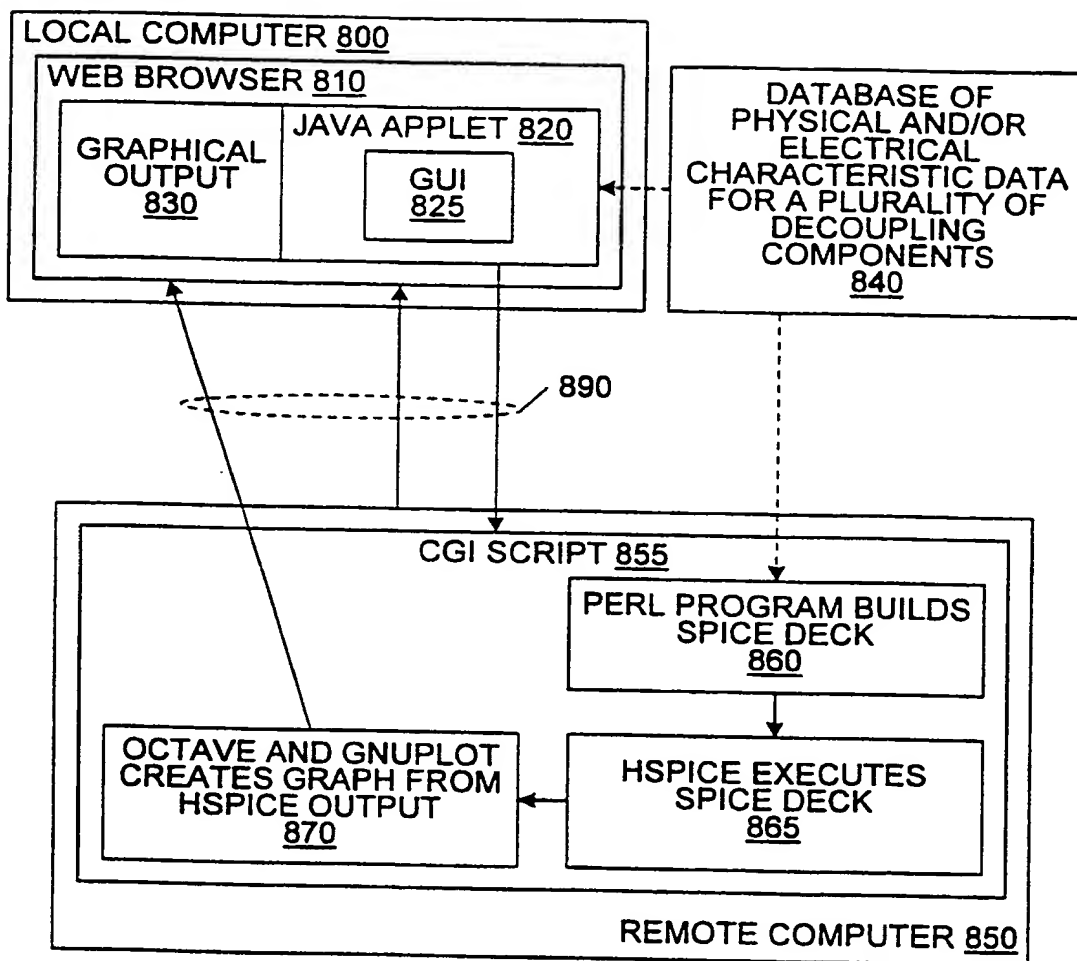 LOCAL COMPUTER 800
WEB BROWSER 810
GRAPHICAL
OUTPUT
830
JAVA APPLET 820
GUI
825
DATABASE OF
PHYSICAL AND/OR
ELECTRICAL
CHARACTERISTIC DATA
FOR A PLURALITY OF
DECOUPLING
COMPONENTS
840
890
CGI SCRIPT 855
PERL PROGRAM BUILDS
SPICE DECK
860
OCTAVE AND GNUPLOT
CREATES GRAPH FROM
HSPICE OUTPUT
870
HSPICE EXECUTES
SPICE DECK
865
REMOTE COMPUTER 850